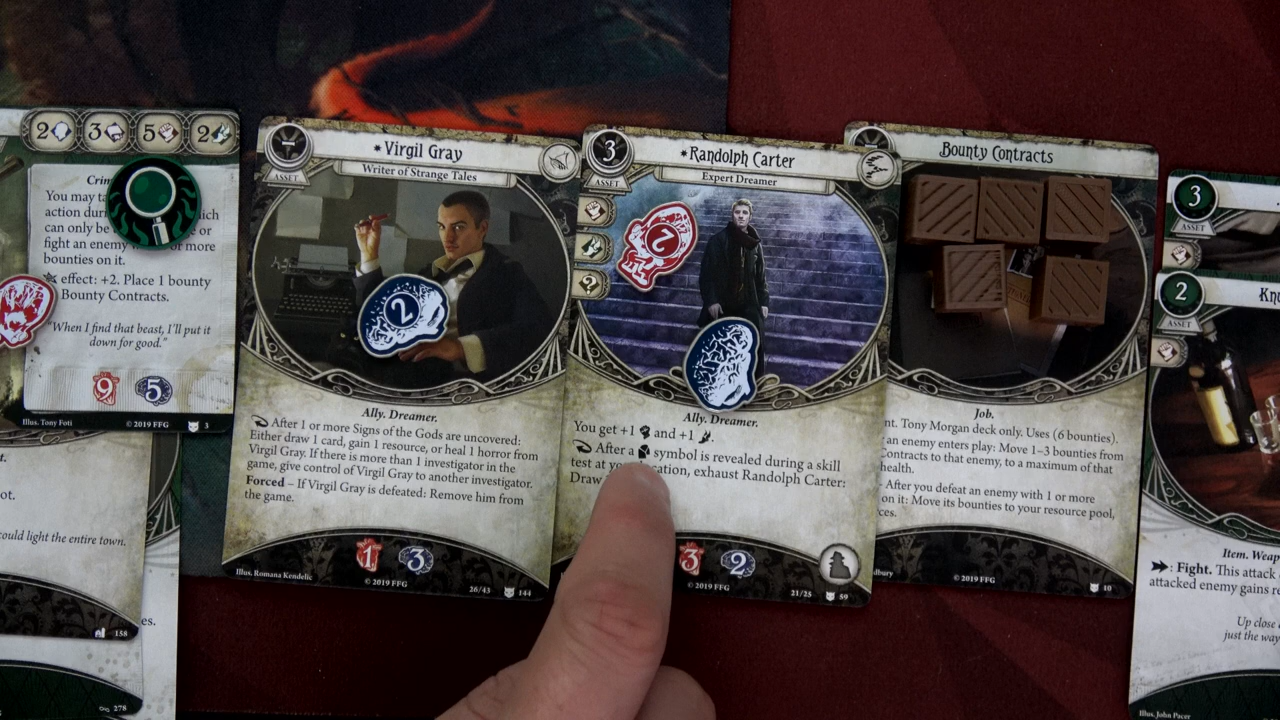 2 3 5 2
Crim
You may ta
action duri
can only be
fight an enemy or more
bounties on it.
effect: +2. Place 1 bounty
Bounty Contracts.
"When I find that beast, I'll put it
down for good."
9 5
Illus. Tony Foti © 2019 FFG 3
ot.
could light the entire town.
158
es.
278
Virgil Gray
ASSET
Writer of Strange Tales
2
Ally. Dreamer.
After 1 or more Signs of the Gods are uncovered:
Either draw 1 card, gain 1 resource, or heal 1 horror from
Virgil Gray. If there is more than 1 investigator in the
game, give control of Virgil Gray to another investigator.
Forced – If Virgil Gray is defeated: Remove him from
the game.
1 3
Illus. Romana Kendelic © 2019 FFG 26/43 144
3
Randolph Carter
ASSET
Expert Dreamer
?
2
Ally. Dreamer.
You get +1 and +1 .
After a symbol is revealed during a skill
test at your location, exhaust Randolph Carter:
Draw
3 2
© 2019 FFG 21/25 59
Bounty Contracts
Job.
nt. Tony Morgan deck only. Uses (6 bounties).
an enemy enters play: Move 1–3 bounties from
Contracts to that enemy, to a maximum of that
health.
After you defeat an enemy with 1 or more
on it: Move its bounties to your resource pool,
ces.
dbury © 2019 FFG 10
3
ASSET
2
Kn
ASSET
Item. Weap
: Fight. This attack
attacked enemy gains re
Up close
just the way
Illus. John Pacer